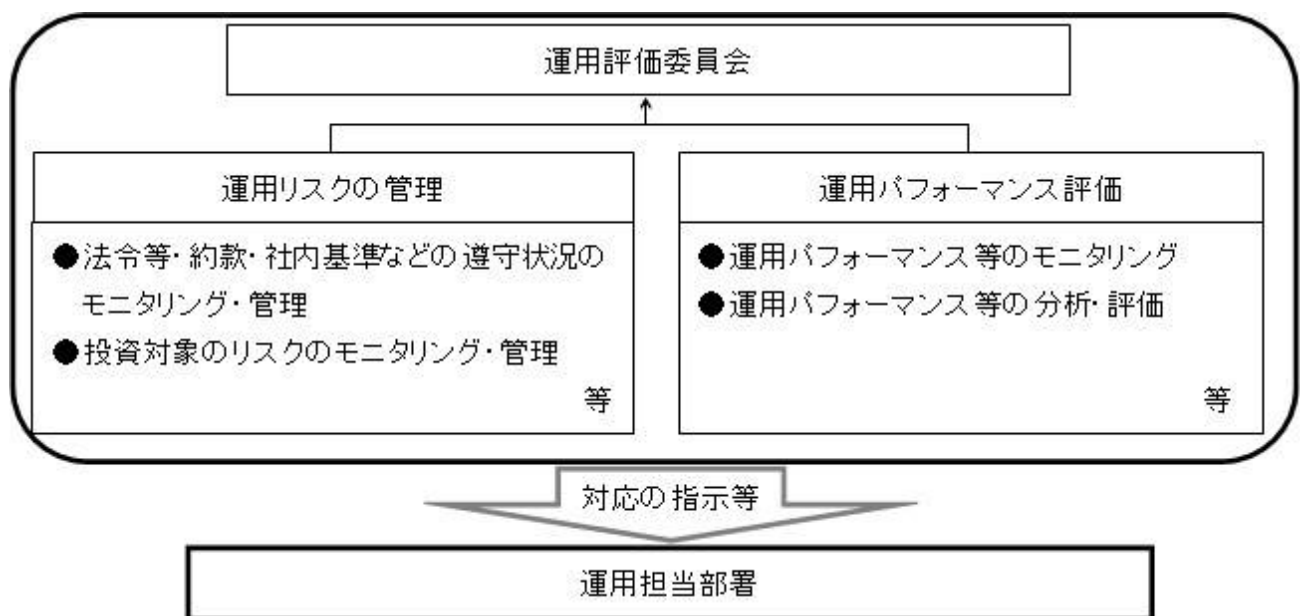 運用評価委員会
運用リスクの管理
●法令等・約款・社内基準などの遵守状況の
モニタリング・管理
●投資対象のリスクのモニタリング・管理
等
運用パフォーマンス評価
●運用パフォーマンス等のモニタリング
●運用パフォーマンス等の分析・評価
等
対応の指示等
運用担当部署